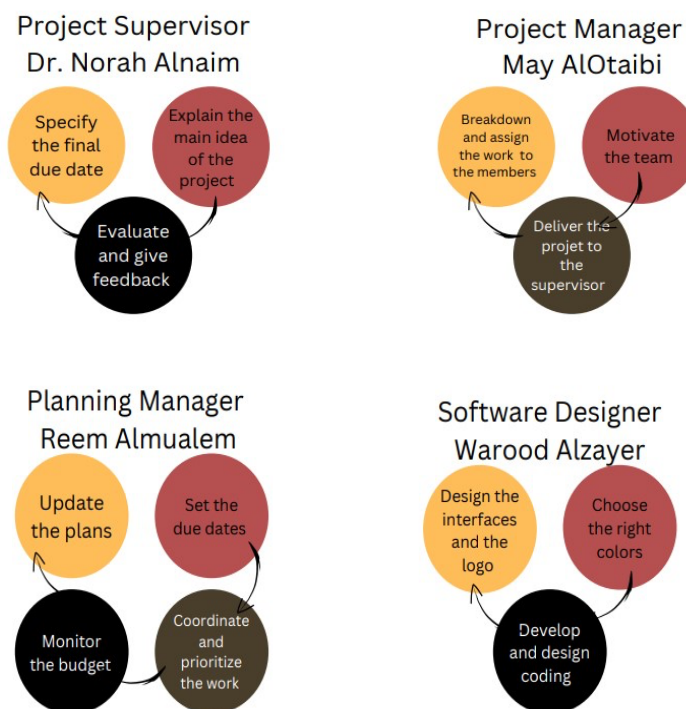 Project Supervisor
Dr. Norah Alnaim
Specify
the final
due date
Explain the
main idea
of the
project
Evaluate
and give
feedback
Project Manager
May AlOtaibi
Breakdown
and assign
the work to
the members
Motivate
the team
Deliver the
projet to
the
supervisor
Planning Manager
Reem Almualem
Update
the plans
Set the
due dates
Monitor
the budget
Coordinate
and
prioritize
the work
Software Designer
Warood Alzayer
Design the
interfaces
and the
logo
Choose
the right
colors
Develop
and design
coding